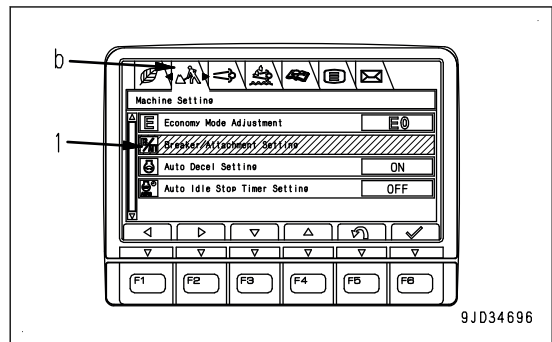 b
1
Machine Setting
E Economy Mode Adjustment E0
Breaker/Attachment Setting
Auto Decel Setting ON
Auto Idle Stop Timer Setting OFF
F1 F2 F3 F4 F5 F6
9JD34696